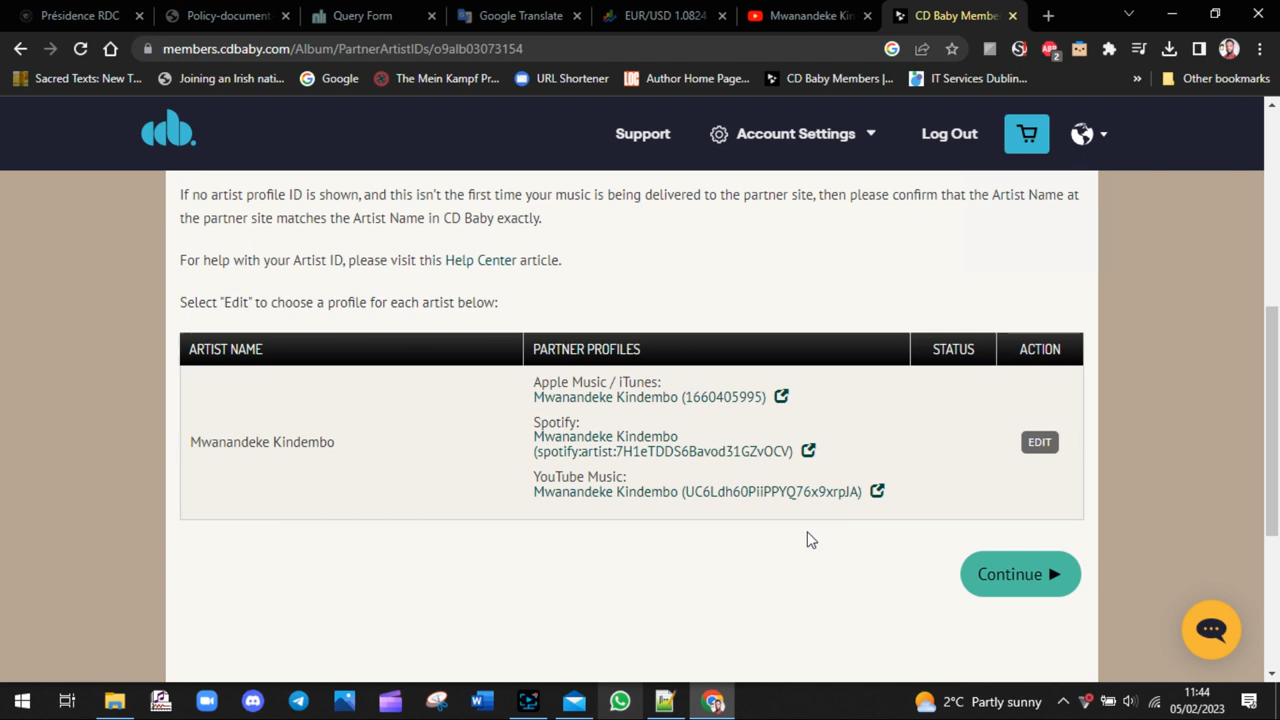 Présidence RDC
Policy-document
Query Form
Google Translate
EUR/USD 1.0824
Mwanandeke Kin
CD Baby Membe
members.cdbaby.com/Album/PartnerArtistIDs/o9alb03073154
2
Sacred Texts: New T...
Joining an Irish nati...
Google
The Mein Kampf Pr...
URL Shortener
Author Home Page...
CD Baby Members |...
IT Services Dublin...
»
Other bookmarks
Support
Account Settings
Log Out
If no artist profile ID is shown, and this isn't the first time your music is being delivered to the partner site, then please confirm that the Artist Name at
the partner site matches the Artist Name in CD Baby exactly.
For help with your Artist ID, please visit this Help Center article.
Select "Edit" to choose a profile for each artist below:
ARTIST NAME
PARTNER PROFILES
STATUS
ACTION
Mwanandeke Kindembo
Apple Music / iTunes:
Mwanandeke Kindembo (1660405995)
Spotify:
Mwanandeke Kindembo
(spotify:artist:7H1eTDDS6Bavod31GZvOCV)
YouTube Music:
Mwanandeke Kindembo (UC6Ldh60PiiPPYQ76x9xrpJA)
EDIT
Continue ►
2°C Partly sunny
11:44
05/02/2023